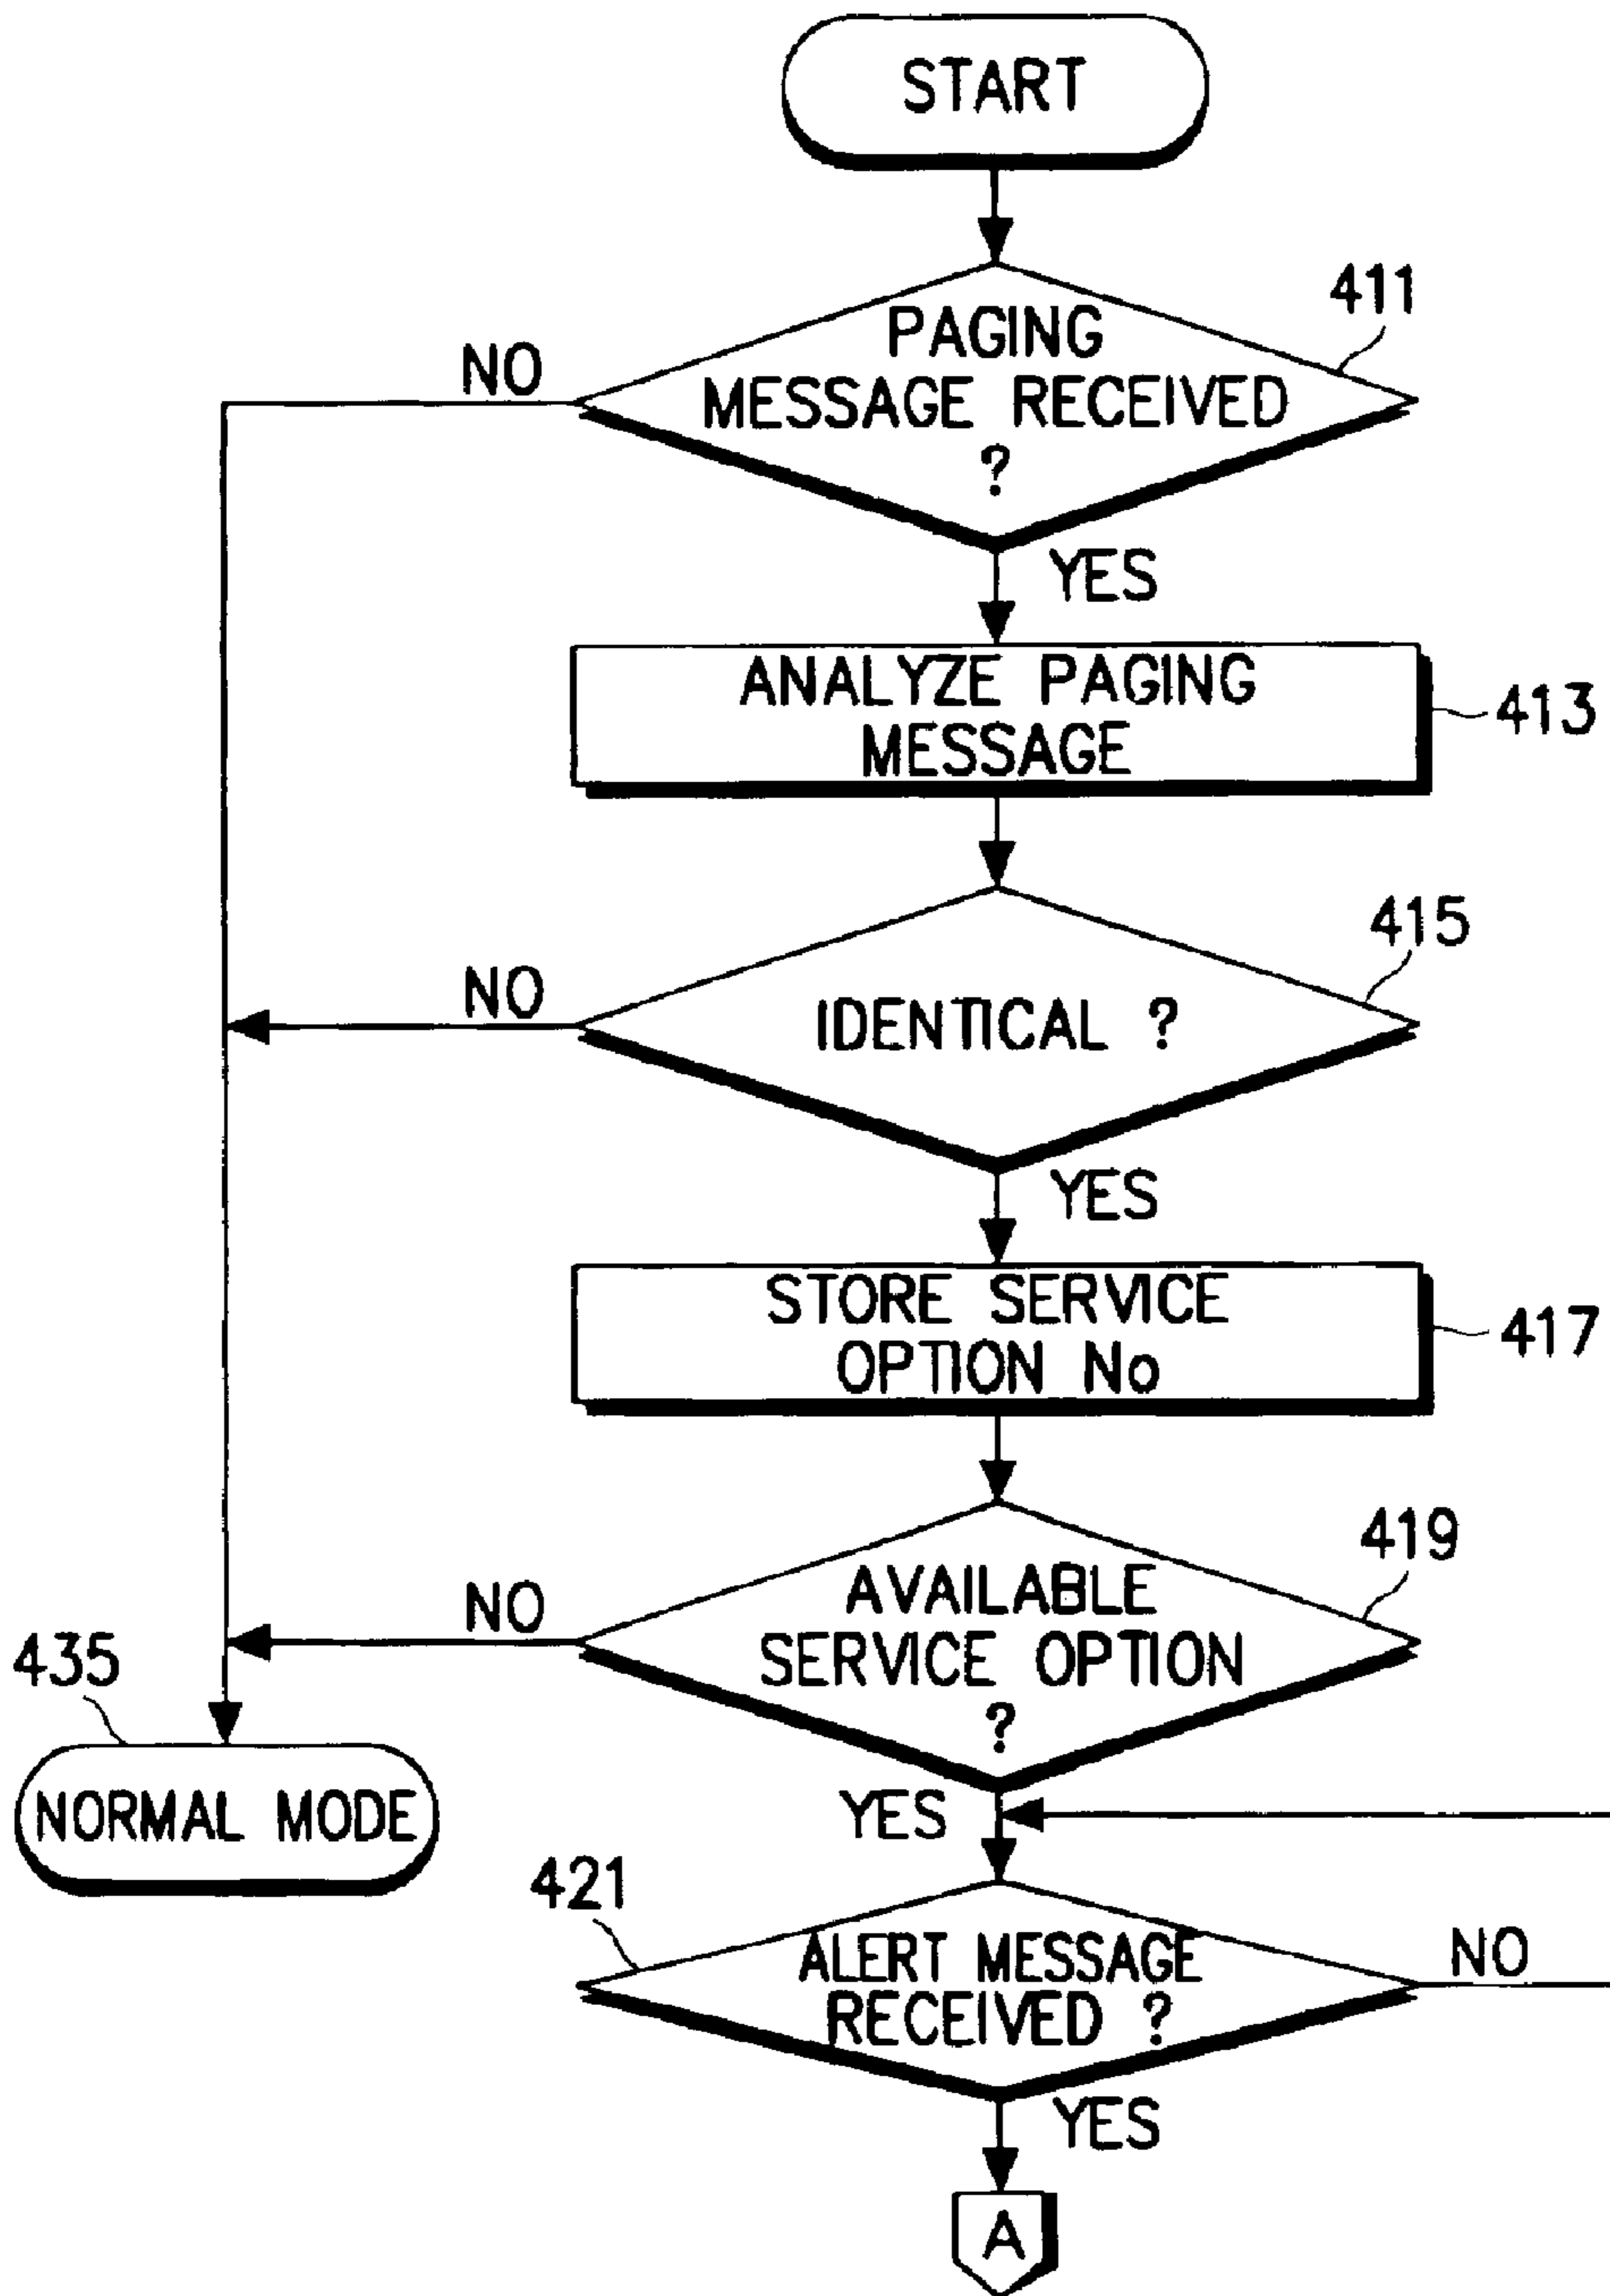 START
411
PAGING
MESSAGE RECEIVED
?
NO
YES
ANALYZE PAGING
MESSAGE
413
415
IDENTICAL ?
NO
YES
STORE SERVICE
OPTION No
417
419
AVAILABLE
SERVICE OPTION
?
NO
YES
435
NORMAL MODE
421
ALERT MESSAGE
RECEIVED ?
NO
YES
A